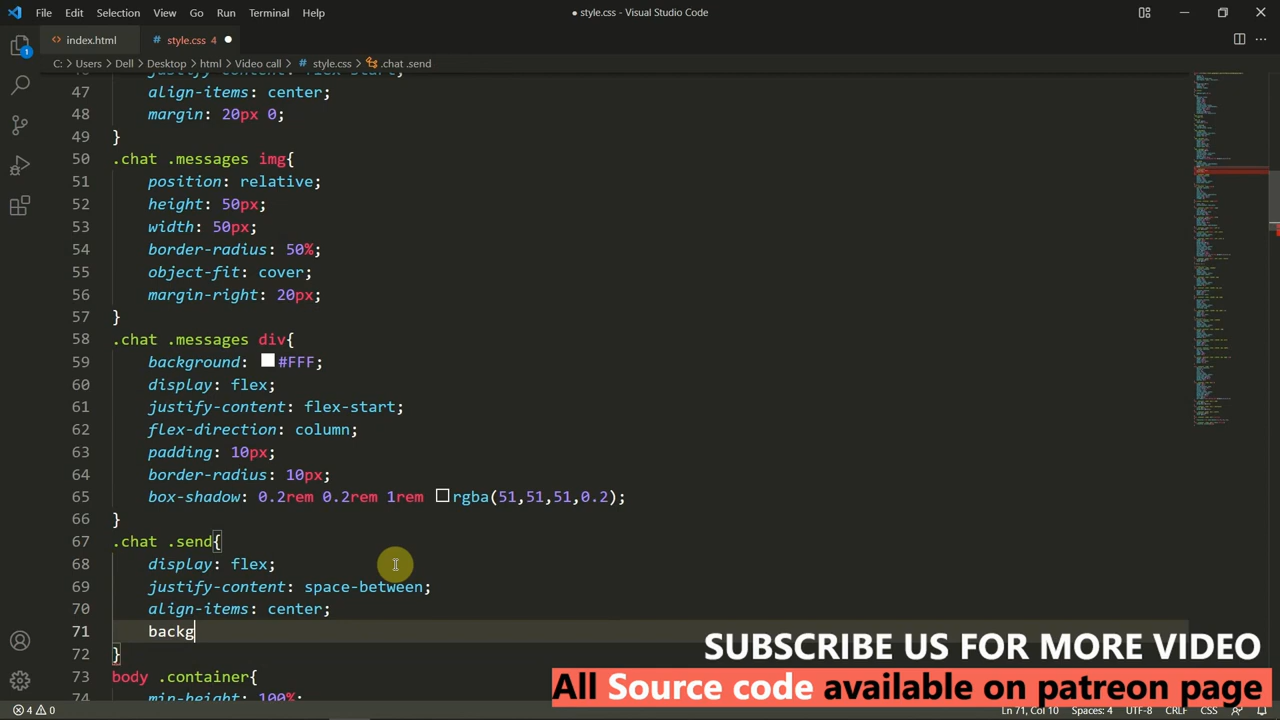 File Edit Selection View Go Run Terminal Help
● style.css - Visual Studio Code
index.html style.css 4 ●
C: > Users > Dell > Desktop > html > Video call > style.css > .chat .send
47 align-items: center;
48 margin: 20px 0;
49 }
50 .chat .messages img{
51 position: relative;
52 height: 50px;
53 width: 50px;
54 border-radius: 50%;
55 object-fit: cover;
56 margin-right: 20px;
57 }
58 .chat .messages div{
59 background: #FFF;
60 display: flex;
61 justify-content: flex-start;
62 flex-direction: column;
63 padding: 10px;
64 border-radius: 10px;
65 box-shadow: 0.2rem 0.2rem 1rem rgba(51,51,51,0.2);
66 }
67 .chat .send{
68 display: flex;
69 justify-content: space-between;
70 align-items: center;
71 backg
72 }
73 body .container{
74 min-height: 100%;
SUBSCRIBE US FOR MORE VIDEO
All Source code available on patreon page
4 0 Ln 71, Col 10 Spaces: 4 UTF-8 CRLF CSS